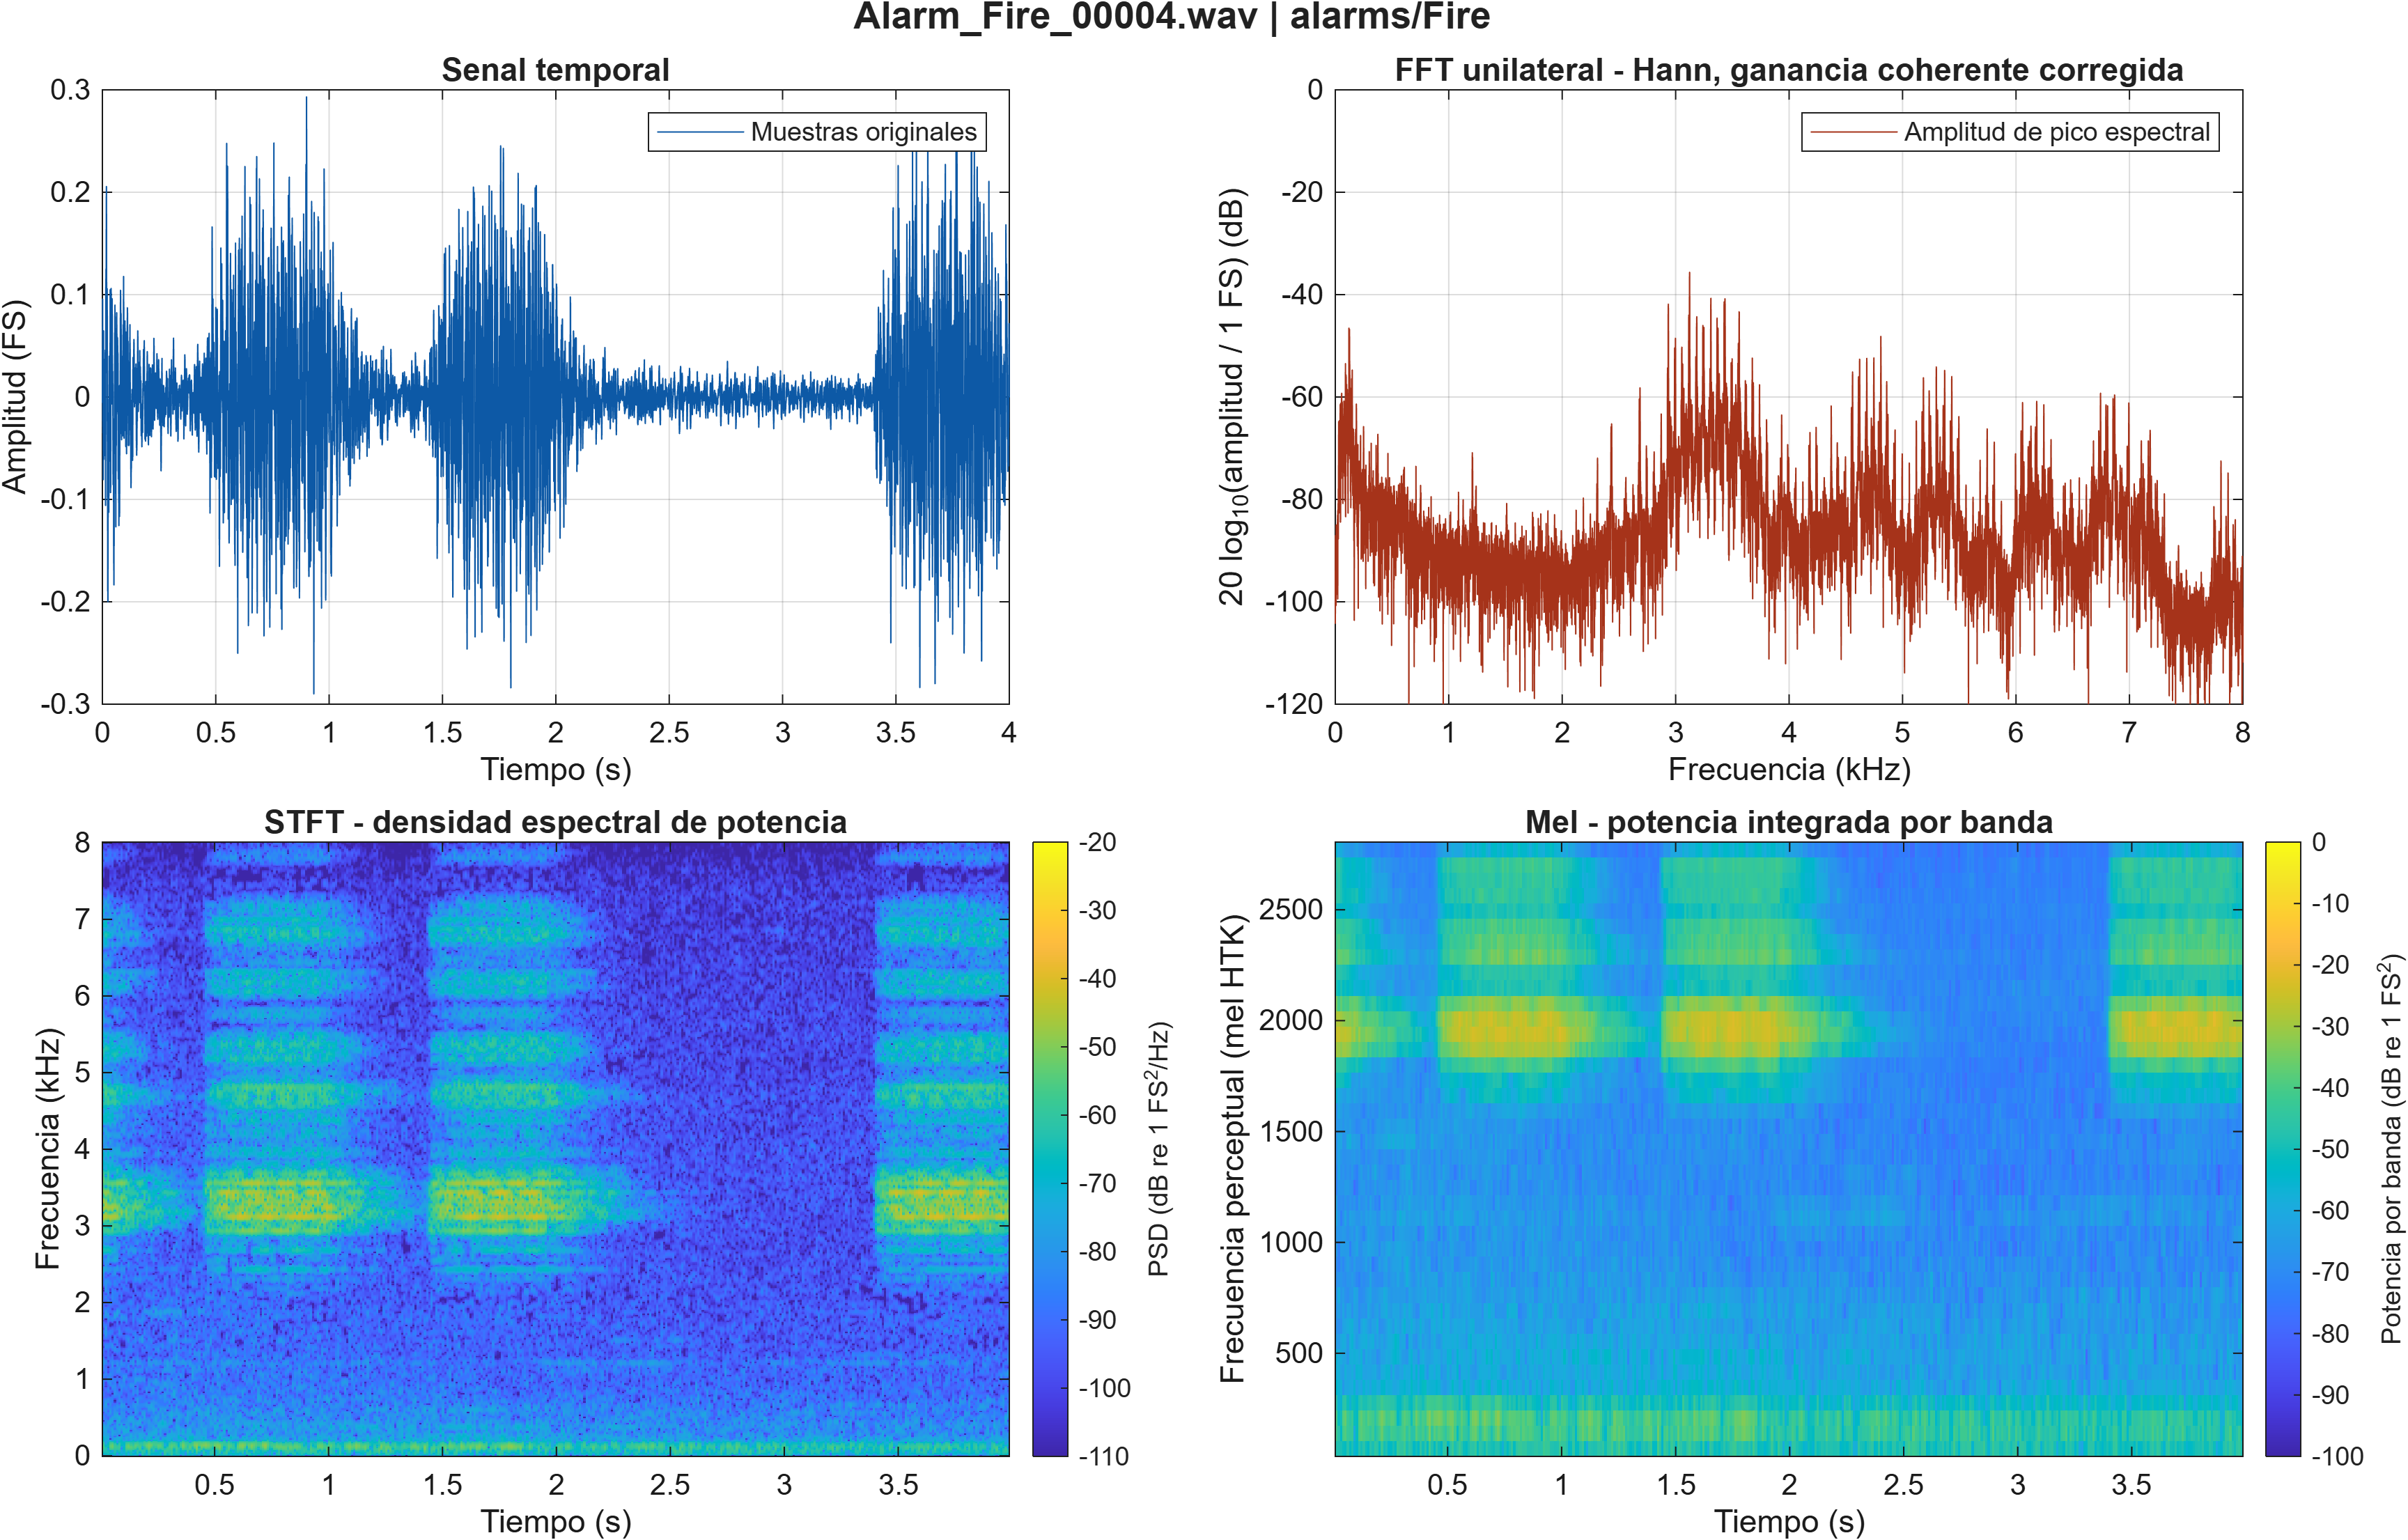 Alarm_Fire_00004.wav | alarms/Fire
Senal temporal
Muestras originales
Amplitud (FS)
0.3
0.2
0.1
0
-0.1
-0.2
-0.3
0 0.5 1 1.5 2 2.5 3 3.5 4
Tiempo (s)
FFT unilateral - Hann, ganancia coherente corregida
Amplitud de pico espectral
20 log10(amplitud / 1 FS) (dB)
0
-20
-40
-60
-80
-100
-120
0 1 2 3 4 5 6 7 8
Frecuencia (kHz)
STFT - densidad espectral de potencia
Frecuencia (kHz)
8
7
6
5
4
3
2
1
0
0.5 1 1.5 2 2.5 3 3.5
Tiempo (s)
-20
-30
-40
-50
-60
-70
-80
-90
-100
-110
PSD (dB re 1 FS²/Hz)
Mel - potencia integrada por banda
Frecuencia perceptual (mel HTK)
2500
2000
1500
1000
500
0.5 1 1.5 2 2.5 3 3.5
Tiempo (s)
0
-10
-20
-30
-40
-50
-60
-70
-80
-90
-100
Potencia por banda (dB re 1 FS²)